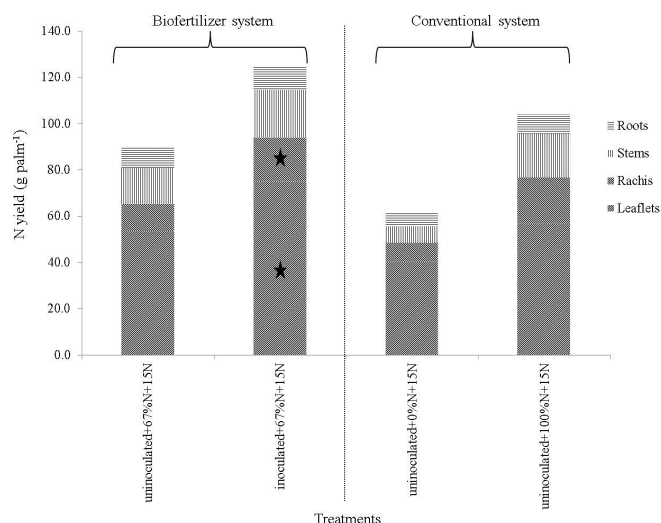 Biofertilizer system
Conventional system
140.0
120.0
100.0
80.0
60.0
40.0
20.0
0.0
N yield (g palm⁻¹)
Roots
Stems
Rachis
Leaflets
uninoculated+67%N+15N
inoculated+67%N+15N
uninoculated+0%N+15N
uninoculated+100%N+15N
Treatments